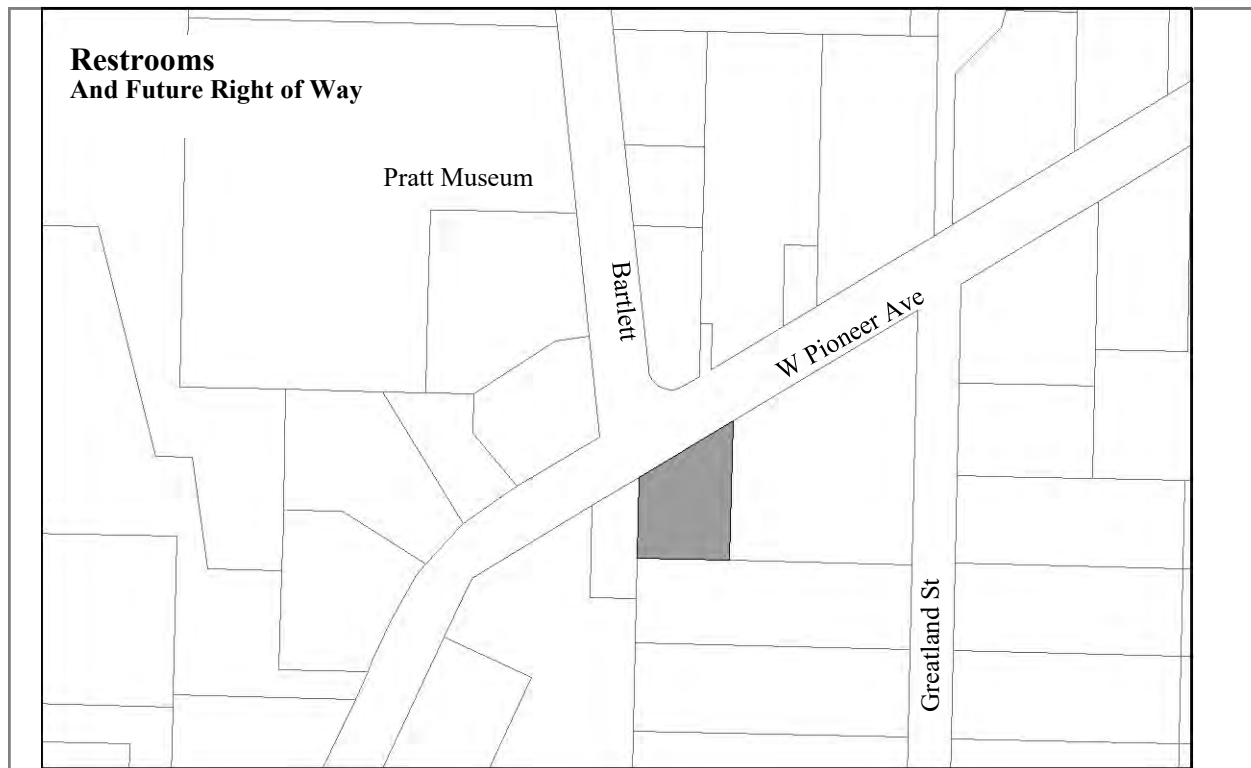 Restrooms
And Future Right of Way
Pratt Museum
Bartlett
W Pioneer Ave
Greatland St